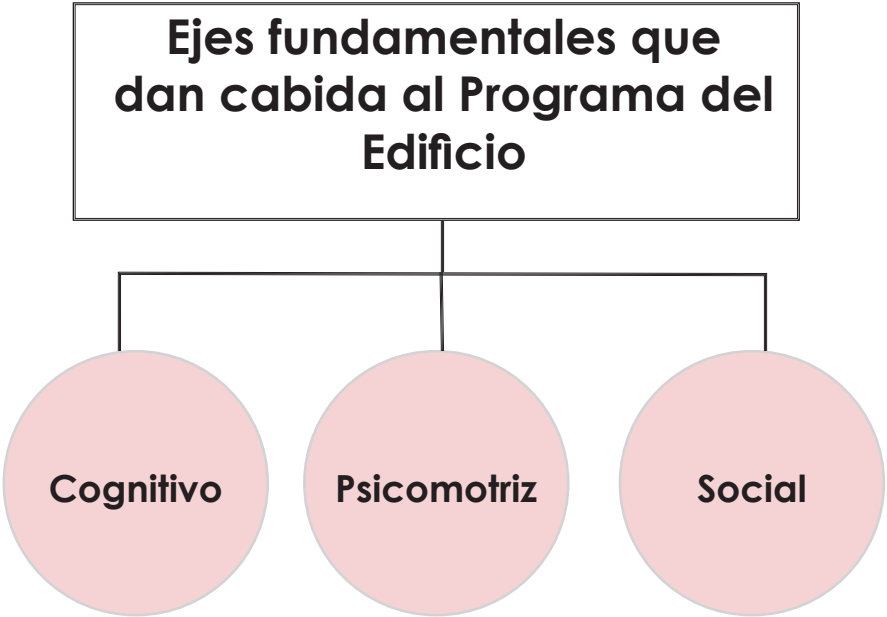 Ejes fundamentales que
dan cabida al Programa del
Edificio
Cognitivo
Psicomotriz
Social